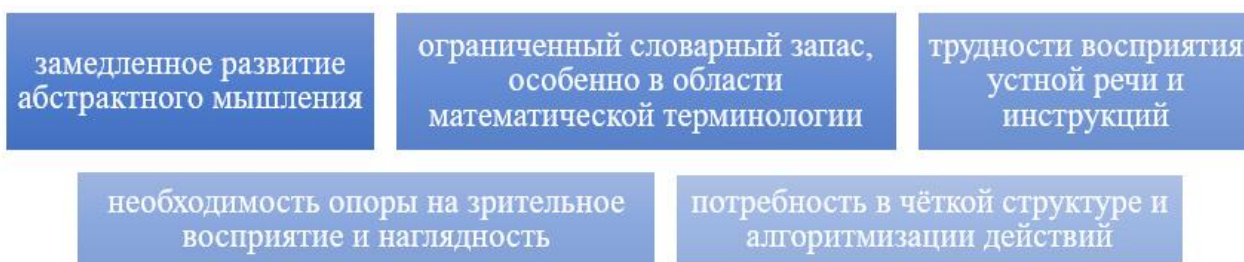 замедленное развитие
абстрактного мышления
ограниченный словарный запас,
особенно в области
математической терминологии
трудности восприятия
устной речи и
инструкций
необходимость опоры на зрительное
восприятие и наглядность
потребность в чёткой структуре и
алгоритмизации действий